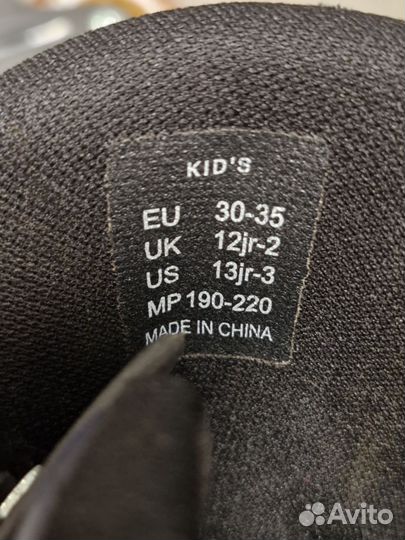 KID'S
EU 30-35
UK 12jr-2
US 13jr-3
MP 190-220
MADE IN CHINA
Avito